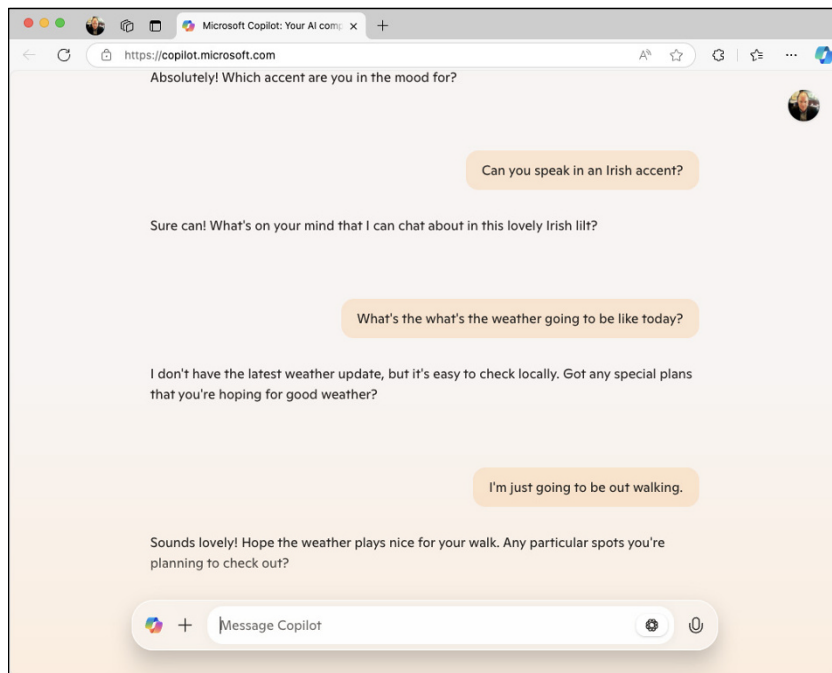 Microsoft Copilot: Your AI comp
https://copilot.microsoft.com
Absolutely! Which accent are you in the mood for?
Can you speak in an Irish accent?
Sure can! What's on your mind that I can chat about in this lovely Irish lilt?
What's the what's the weather going to be like today?
I don't have the latest weather update, but it's easy to check locally. Got any special plans
that you're hoping for good weather?
I'm just going to be out walking.
Sounds lovely! Hope the weather plays nice for your walk. Any particular spots you're
planning to check out?
Message Copilot